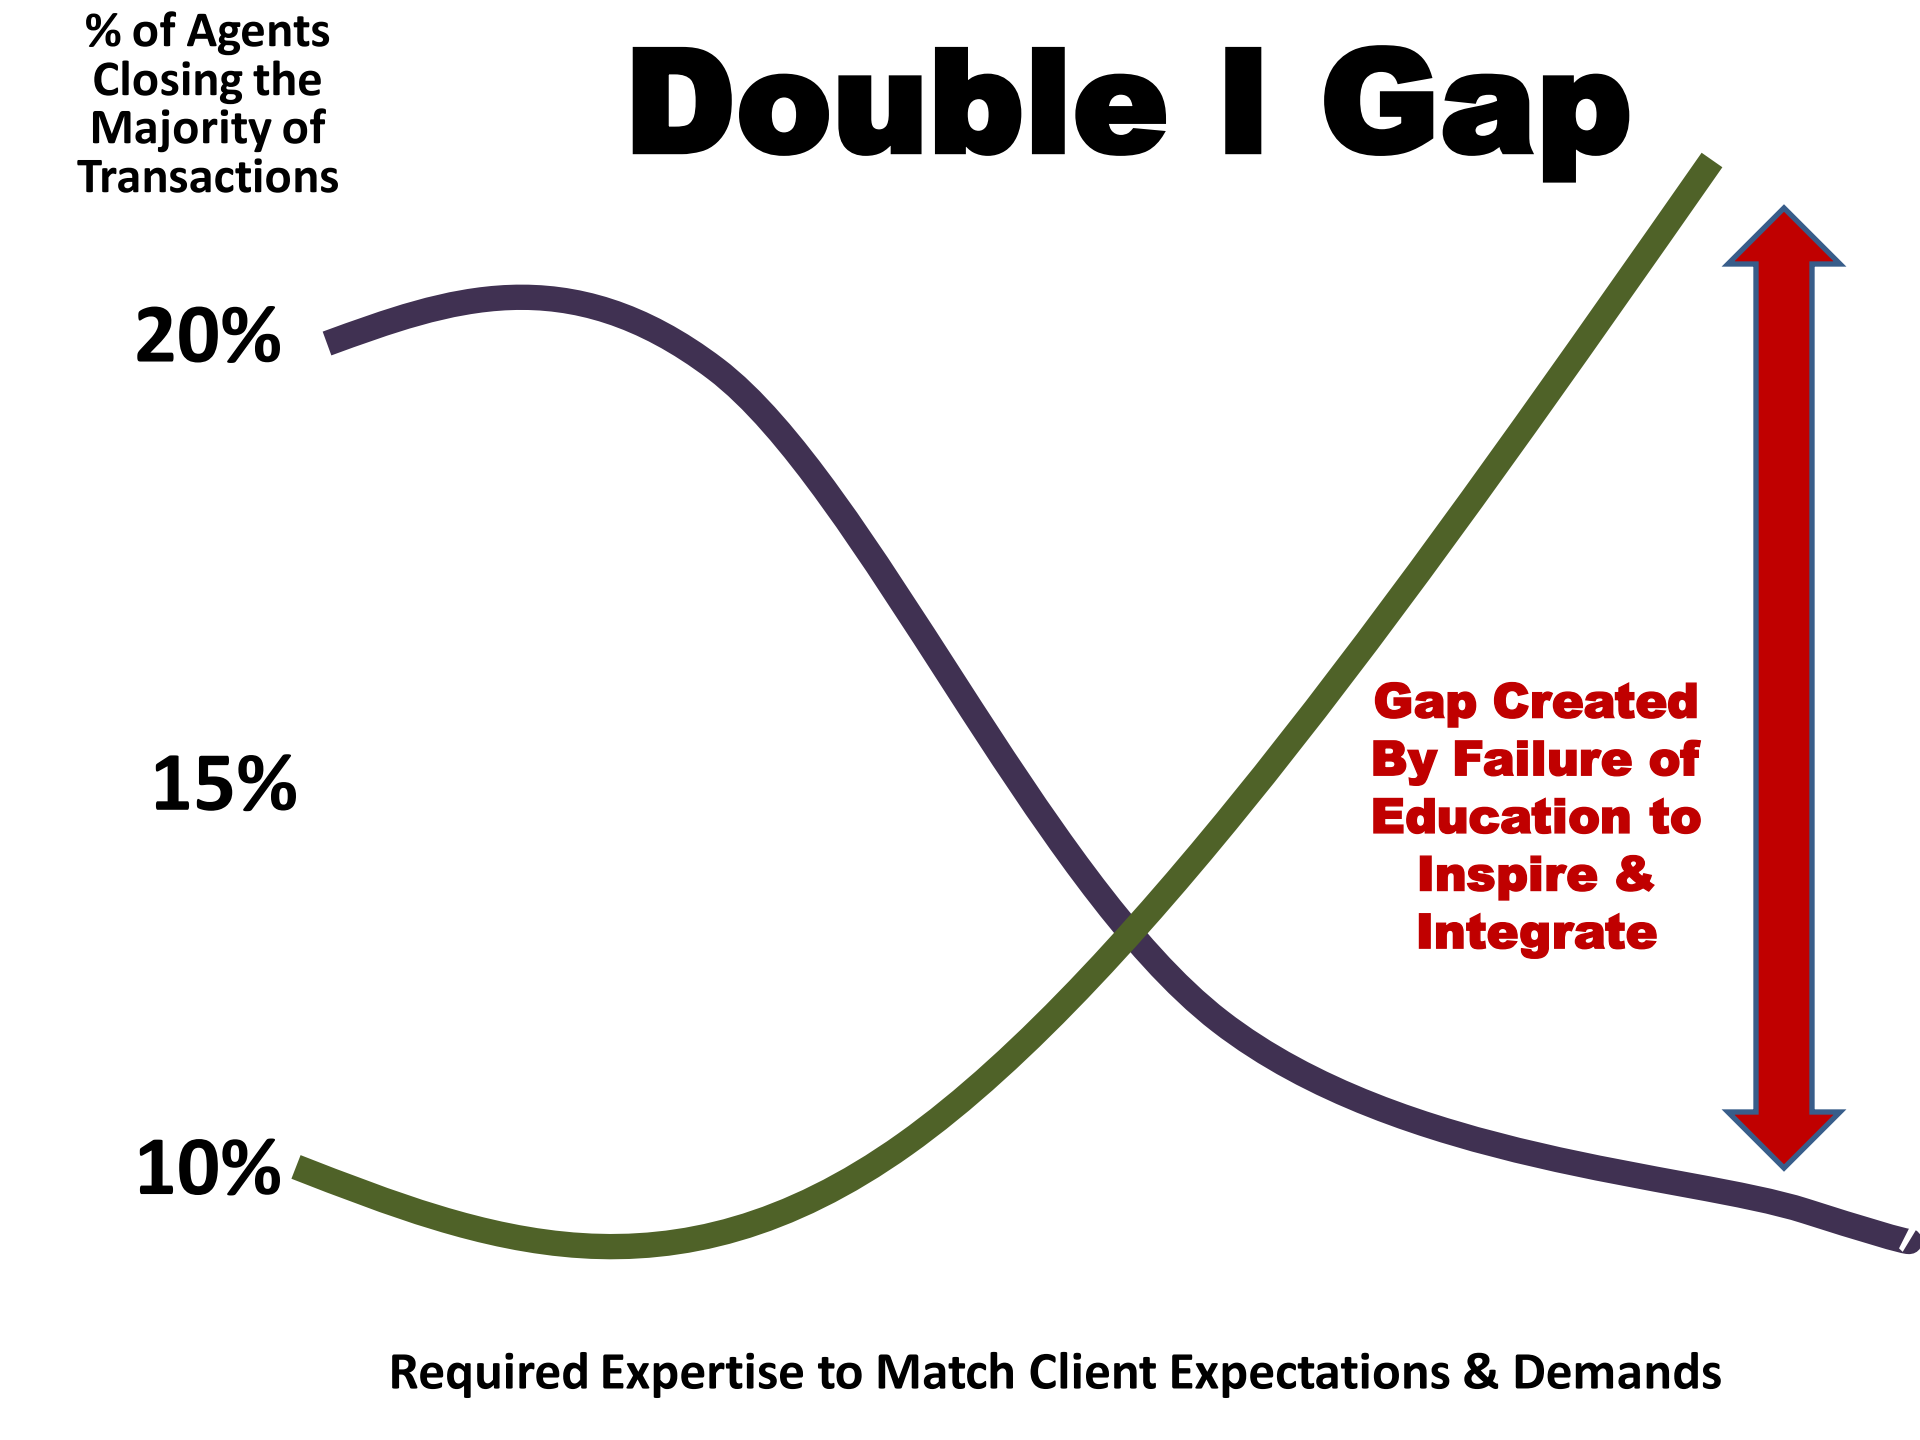 % of Agents
Closing the
Majority of
Transactions
Double I Gap
20%
15%
10%
Gap Created
By Failure of
Education to
Inspire &
Integrate
Required Expertise to Match Client Expectations & Demands